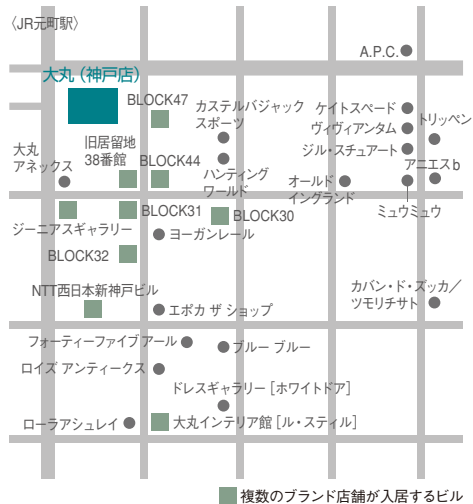 〈JR元町駅〉
A.P.C.
大丸（神戸店）
BLOCK47
カステルバジャック
スポーツ
ケイトスペード
トリッペン
ヴィヴィアンタム
旧居留地
38番館
大丸
アネックス
BLOCK44
ジル・スチュアート
アニエスb
ハンティング
ワールド
オールド
イングランド
ミュウミュウ
BLOCK31
BLOCK30
ジーニアスギャラリー
ヨーガンレール
BLOCK32
NTT西日本新神戸ビル
カバン・ド・ズッカ／
ツモリチサト
エポカ ザ ショップ
フォーティーファイブ アール
ブルー ブルー
ロイズ アンティークス
ドレスギャラリー［ホワイトドア］
ローラアシュレイ
大丸インテリア館［ル・スティル］
複数のブランド店舗が入居するビル